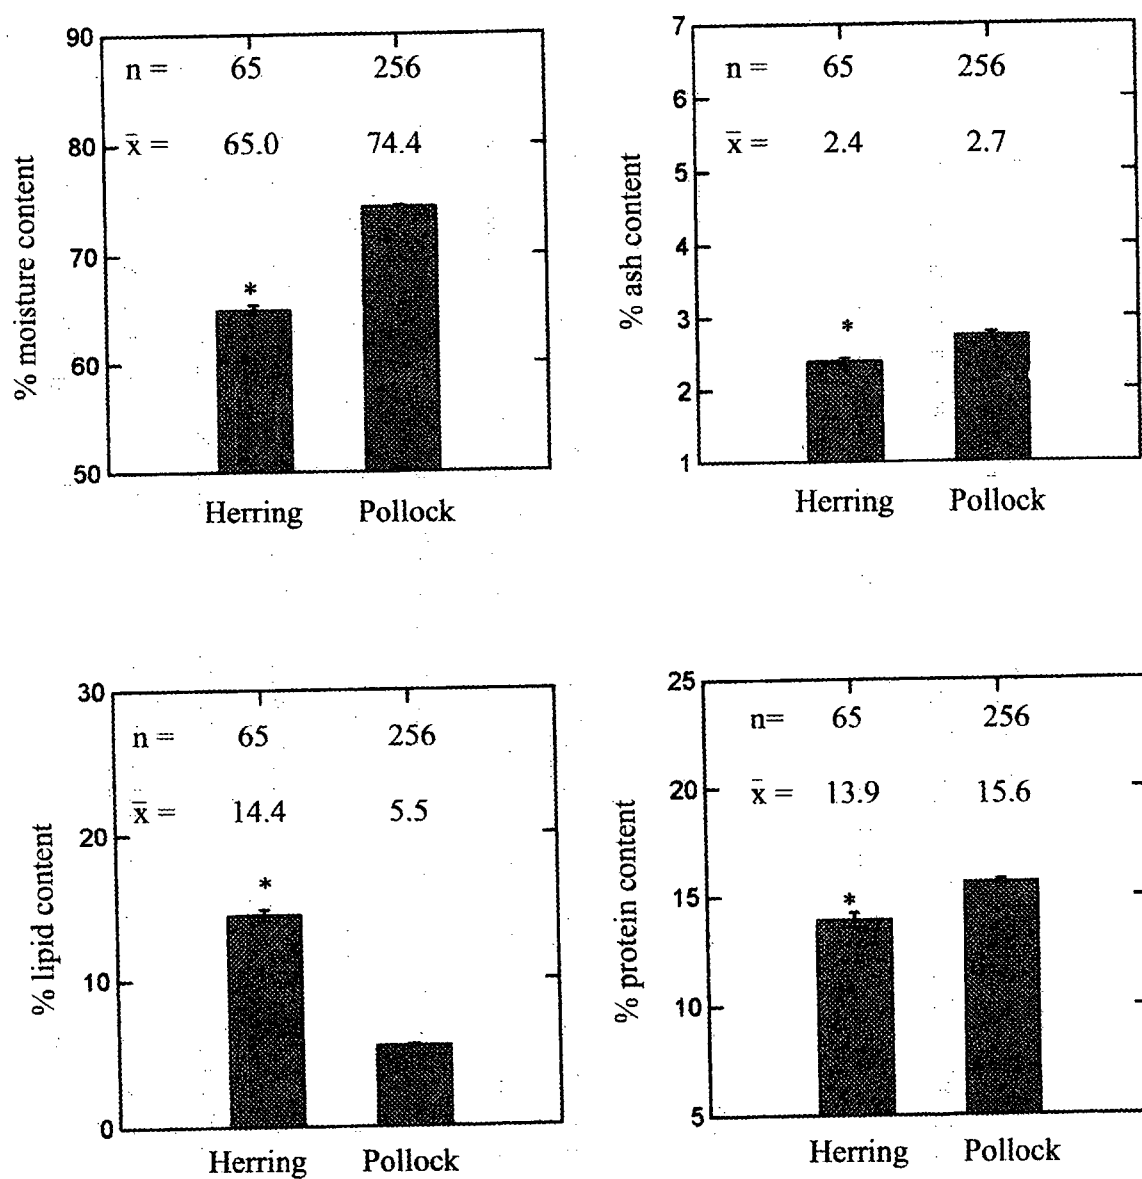 % moisture content
90
80
70
60
50
n = 65 256
x̄ = 65.0 74.4
*
Herring Pollock
% ash content
7
6
5
4
3
2
1
n = 65 256
x̄ = 2.4 2.7
*
Herring Pollock
% lipid content
30
20
10
0
n = 65 256
x̄ = 14.4 5.5
*
Herring Pollock
% protein content
25
20
15
10
5
n= 65 256
x̄ = 13.9 15.6
*
Herring Pollock